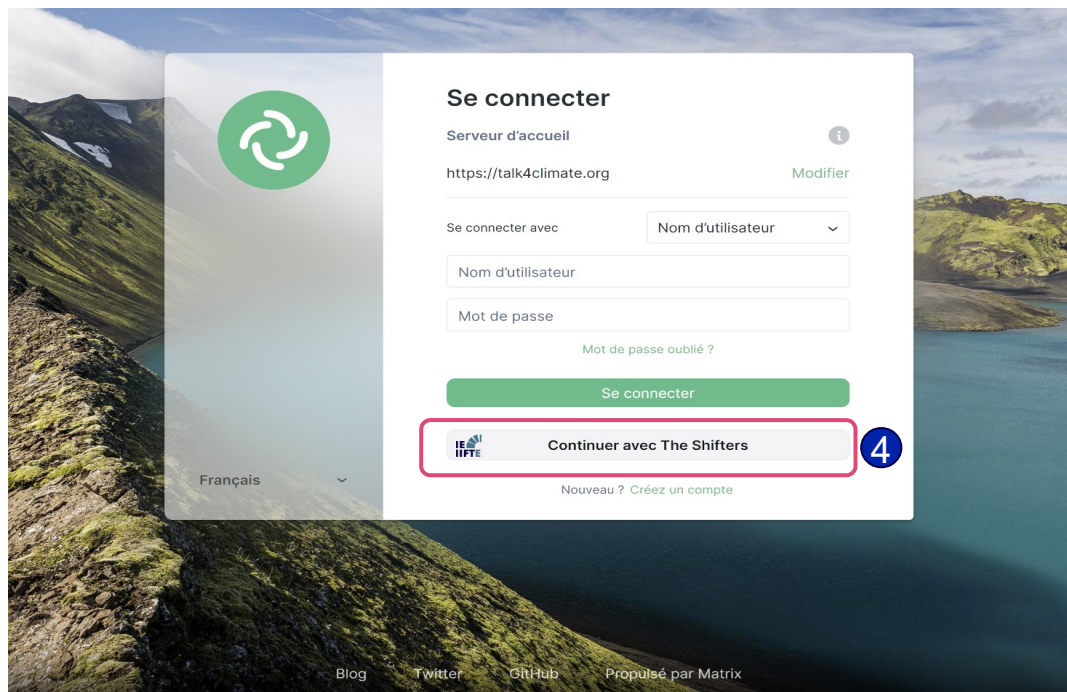 Se connecter
Serveur d'accueil
https://talk4climate.org
Modifier
Se connecter avec
Nom d'utilisateur
Nom d'utilisateur
Mot de passe
Mot de passe oublié ?
Se connecter
IE
IIFTE
Continuer avec The Shifters
4
Français
Nouveau ? Créez un compte
Blog
Twitter
GitHub
Propulsé par Matrix